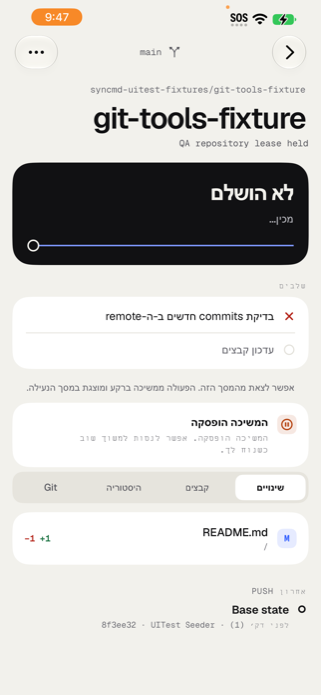 9:47
SOS
main
syncmd-uitest-fixtures/git-tools-fixture
git-tools-fixture
QA repository lease held
לא הושלם
מכין...
שלבים
בדיקת commits חדשים ב-ה-remote
עדכון קבצים
אפשר לצאת מהמסך הזה. הפעולה ממשיכה ברקע ומוצגת במסך הנעילה.
המשיכה הופסקה
המשיכה הופסקה. אפשר לנסות למשוך שוב
כשנוח לך.
שינויים
קבצים
היסטוריה
Git
M
README.md
+1 −1
/
PUSH אחרון
Base state
8f3ee32 · UITest Seeder · לפני דקי (1)